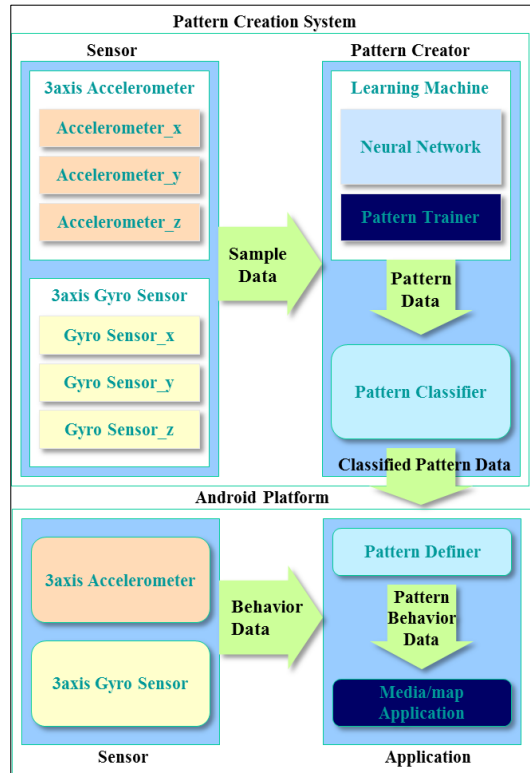 Pattern Creation System
Sensor
3axis Accelerometer
Accelerometer_x
Accelerometer_y
Accelerometer_z
3axis Gyro Sensor
Gyro Sensor_x
Gyro Sensor_y
Gyro Sensor_z
Sample
Data
Pattern Creator
Learning Machine
Neural Network
Pattern Trainer
Pattern
Data
Pattern Classifier
Classified Pattern Data
Android Platform
3axis Accelerometer
3axis Gyro Sensor
Sensor
Behavior
Data
Pattern Definer
Pattern
Behavior
Data
Media/map
Application
Application